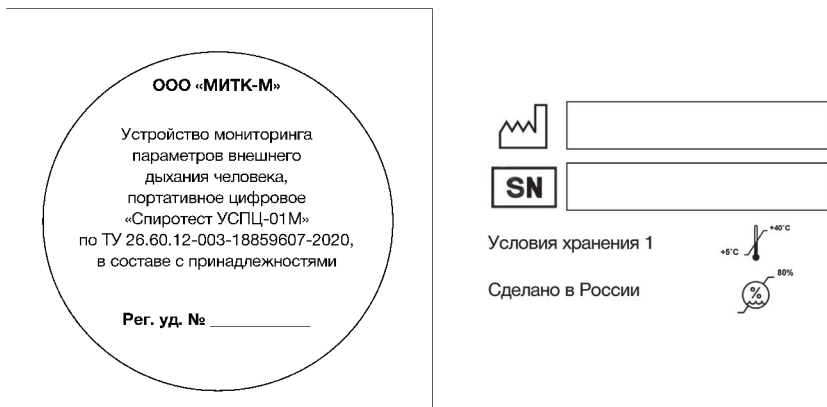 ООО «МИТК-М»
Устройство мониторинга
параметров внешнего
дыхания человека,
портативное цифровое
«Спиротест УСПЦ-01М»
по ТУ 26.60.12-003-18859607-2020,
в составе с принадлежностями
Рег. уд. № ___________
SN
Условия хранения 1
+5°C
+40°C
Сделано в России
80%
%